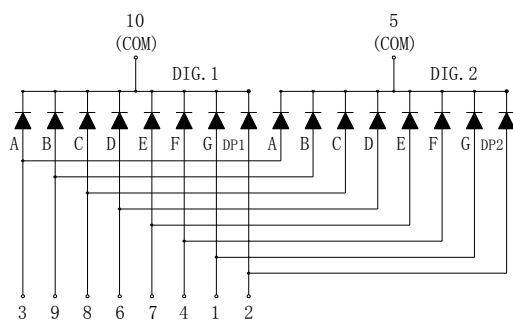 10 5
(COM) (COM)
DIG.1 DIG.2
A B C D E F G DP1 A B C D E F G DP2
3 9 8 6 7 4 1 2